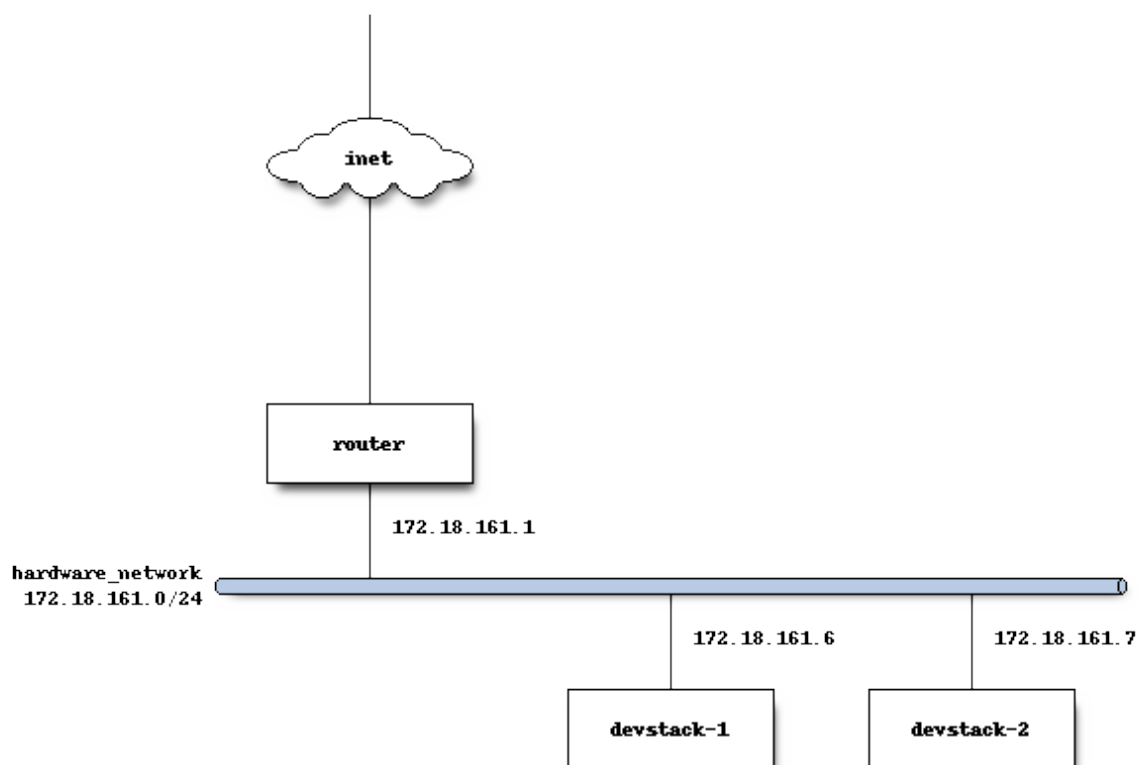 inet
router
172.18.161.1
hardware_network
172.18.161.0/24
172.18.161.6
172.18.161.7
devstack-1
devstack-2